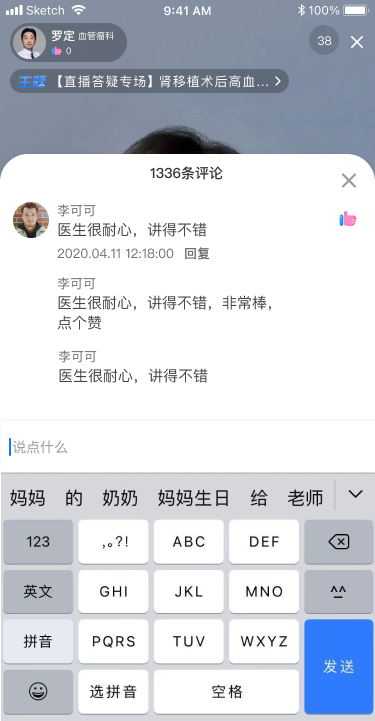 Sketch
9:41 AM
100%
罗定 血管瘤科
0
38
主题 【直播答疑专场】肾移植术后高血...
1336条评论
李可可
医生很耐心，讲得不错
2020.04.11 12:18:00 回复
李可可
医生很耐心，讲得不错，非常棒，
点个赞
李可可
医生很耐心，讲得不错
说点什么
妈妈 的 奶奶 妈妈生日 给 老师
123 ,。?! ABC DEF
英文 GHI JKL MNO ^^
拼音 PQRS TUV WXYZ
发送
选拼音 空格